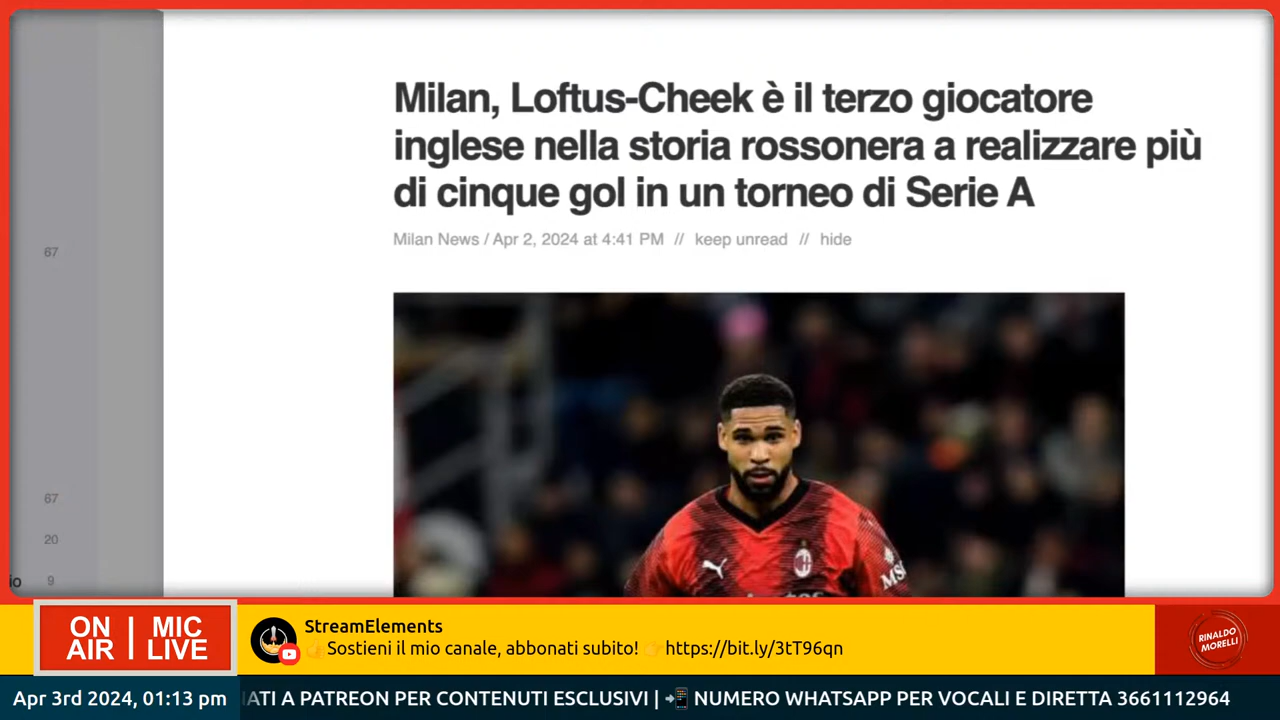 Milan, Loftus-Cheek è il terzo giocatore
inglese nella storia rossonera a realizzare più
di cinque gol in un torneo di Serie A
Milan News / Apr 2, 2024 at 4:41 PM // keep unread // hide
67
67
20
io 9
MSC
ON AIR | MIC LIVE
StreamElements
👍Sostieni il mio canale, abbonati subito! 👉https://bit.ly/3tT96qn
RINALDO
MORELLI
Apr 3rd 2024, 01:13 pm
IATI A PATREON PER CONTENUTI ESCLUSIVI | 📲 NUMERO WHATSAPP PER VOCALI E DIRETTA 3661112964